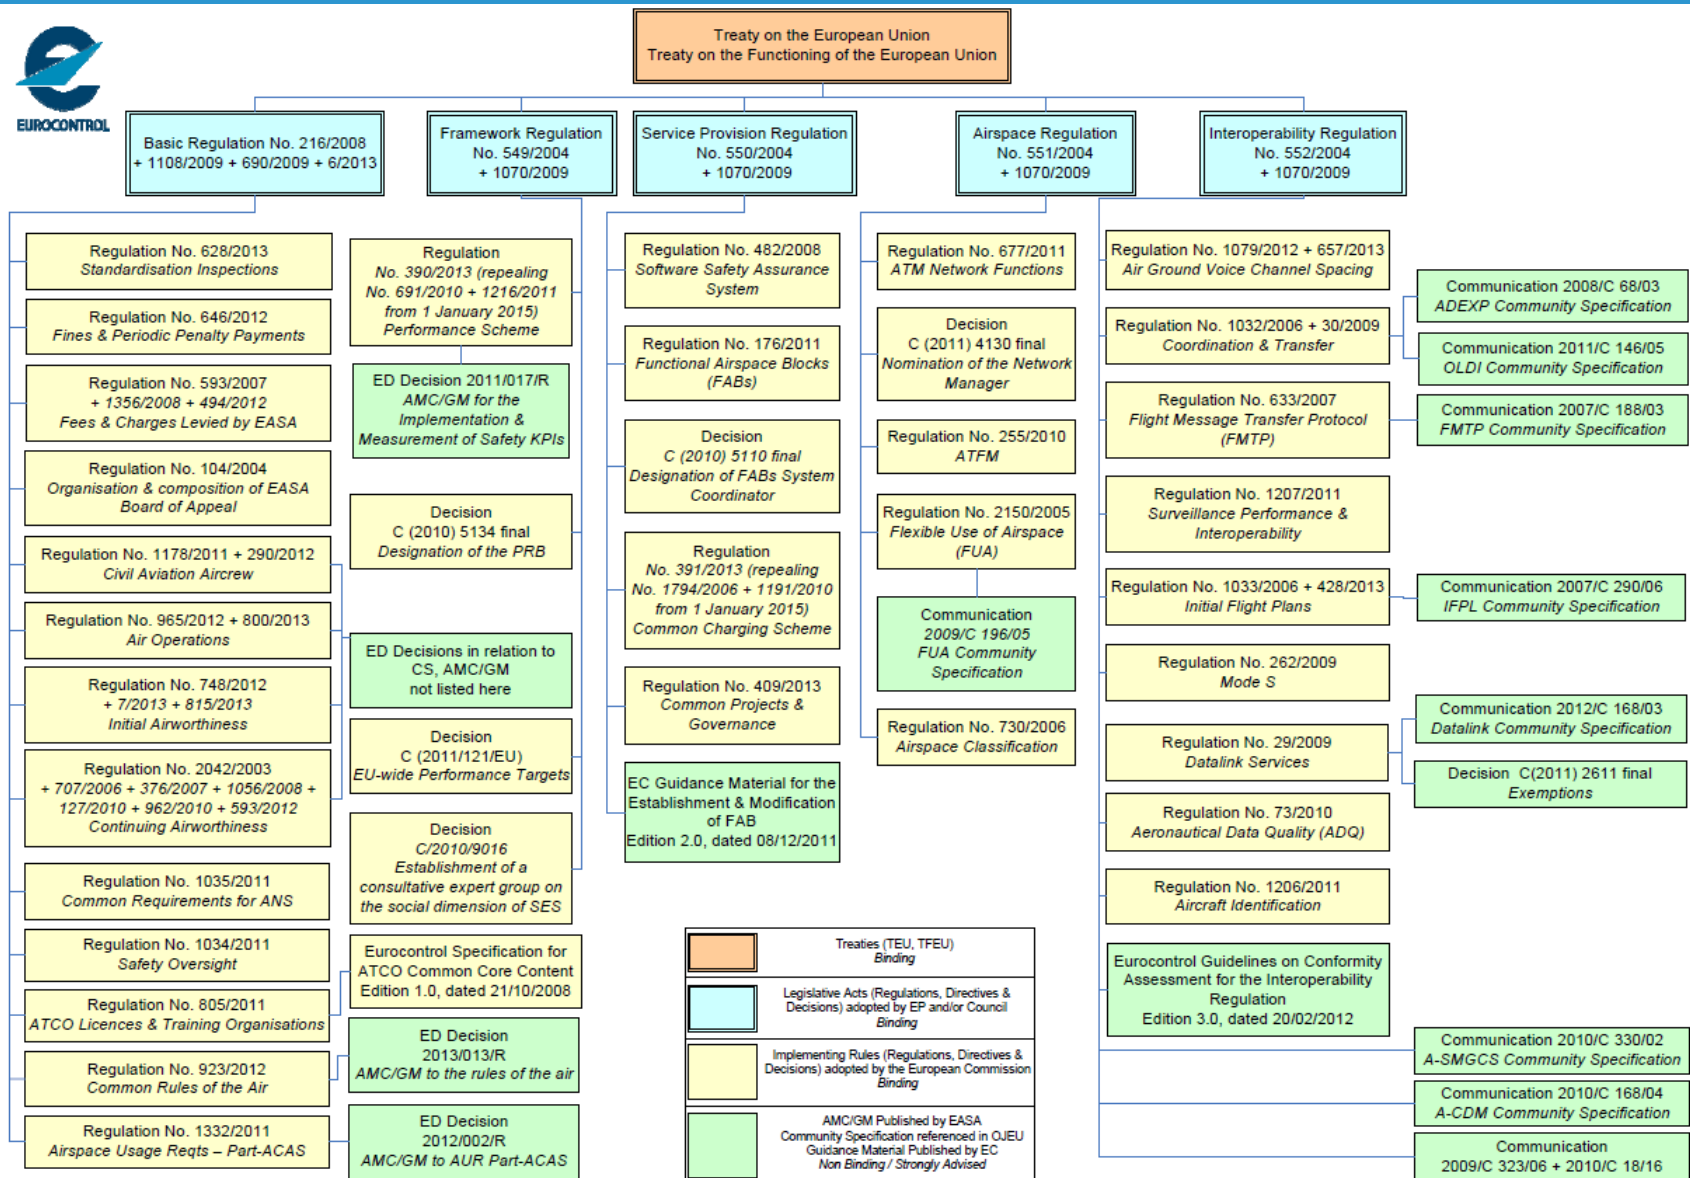 Treaty on the European Union
Treaty on the Functioning of the European Union
EUROCONTROL
Basic Regulation No. 216/2008
+ 1108/2009 + 690/2009 + 6/2013
Framework Regulation
No. 549/2004
+ 1070/2009
Service Provision Regulation
No. 550/2004
+ 1070/2009
Airspace Regulation
No. 551/2004
+ 1070/2009
Interoperability Regulation
No. 552/2004
+ 1070/2009
Regulation No. 628/2013
Standardisation Inspections
Regulation No. 646/2012
Fines & Periodic Penalty Payments
Regulation No. 593/2007
+ 1356/2008 + 494/2012
Fees & Charges Levied by EASA
Regulation No. 104/2004
Organisation & composition of EASA
Board of Appeal
Regulation No. 1178/2011 + 290/2012
Civil Aviation Aircrew
Regulation No. 965/2012 + 800/2013
Air Operations
Regulation No. 748/2012
+ 7/2013 + 815/2013
Initial Airworthiness
Regulation No. 2042/2003
+ 707/2006 + 376/2007 + 1056/2008 +
127/2010 + 962/2010 + 593/2012
Continuing Airworthiness
Regulation No. 1035/2011
Common Requirements for ANS
Regulation No. 1034/2011
Safety Oversight
Regulation No. 805/2011
ATCO Licences & Training Organisations
Regulation No. 923/2012
Common Rules of the Air
Regulation No. 1332/2011
Airspace Usage Reqts – Part-ACAS
Regulation
No. 390/2013 (repealing
No. 691/2010 + 1216/2011
from 1 January 2015)
Performance Scheme
ED Decision 2011/017/R
AMC/GM for the
Implementation &
Measurement of Safety KPIs
Decision
C (2010) 5134 final
Designation of the PRB
ED Decisions in relation to
CS, AMC/GM
not listed here
Decision
C (2011/121/EU)
EU-wide Performance Targets
Decision
C/2010/9016
Establishment of a
consultative expert group on
the social dimension of SES
Eurocontrol Specification for
ATCO Common Core Content
Edition 1.0, dated 21/10/2008
ED Decision
2013/013/R
AMC/GM to the rules of the air
ED Decision
2012/002/R
AMC/GM to AUR Part-ACAS
Regulation No. 482/2008
Software Safety Assurance
System
Regulation No. 176/2011
Functional Airspace Blocks
(FABs)
Decision
C (2010) 5110 final
Designation of FABs System
Coordinator
Regulation
No. 391/2013 (repealing
No. 1794/2006 + 1191/2010
from 1 January 2015)
Common Charging Scheme
Regulation No. 409/2013
Common Projects &
Governance
EC Guidance Material for the
Establishment & Modification
of FAB
Edition 2.0, dated 08/12/2011
Regulation No. 677/2011
ATM Network Functions
Decision
C (2011) 4130 final
Nomination of the Network
Manager
Regulation No. 255/2010
ATFM
Regulation No. 2150/2005
Flexible Use of Airspace
(FUA)
Communication
2009/C 196/05
FUA Community
Specification
Regulation No. 730/2006
Airspace Classification
Regulation No. 1079/2012 + 657/2013
Air Ground Voice Channel Spacing
Regulation No. 1032/2006 + 30/2009
Coordination & Transfer
Regulation No. 633/2007
Flight Message Transfer Protocol
(FMTP)
Regulation No. 1207/2011
Surveillance Performance &
Interoperability
Regulation No. 1033/2006 + 428/2013
Initial Flight Plans
Regulation No. 262/2009
Mode S
Regulation No. 29/2009
Datalink Services
Regulation No. 73/2010
Aeronautical Data Quality (ADQ)
Regulation No. 1206/2011
Aircraft Identification
Eurocontrol Guidelines on Conformity
Assessment for the Interoperability
Regulation
Edition 3.0, dated 20/02/2012
Communication 2008/C 68/03
ADEXP Community Specification
Communication 2011/C 146/05
OLDI Community Specification
Communication 2007/C 188/03
FMTP Community Specification
Communication 2007/C 290/06
IFPL Community Specification
Communication 2012/C 168/03
Datalink Community Specification
Decision C(2011) 2611 final
Exemptions
Communication 2010/C 330/02
A-SMGCS Community Specification
Communication 2010/C 168/04
A-CDM Community Specification
Communication
2009/C 323/06 + 2010/C 18/16
Treaties (TEU, TFEU)
Binding
Legislative Acts (Regulations, Directives &
Decisions) adopted by EP and/or Council
Binding
Implementing Rules (Regulations, Directives &
Decisions) adopted by the European Commission
Binding
AMC/GM Published by EASA
Community Specification referenced in OJEU
Guidance Material Published by EC
Non Binding / Strongly Advised